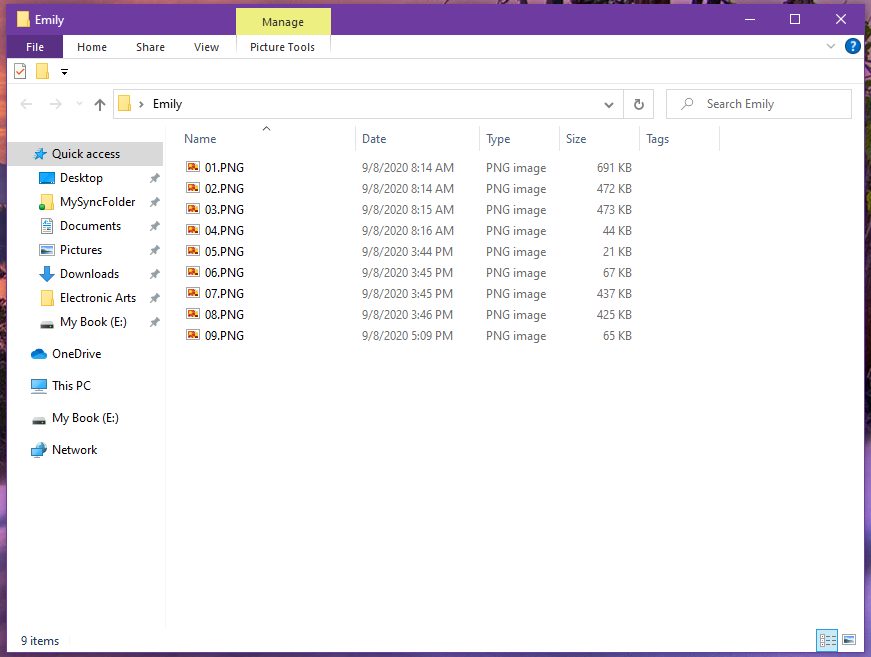 Emily
Manage
File Home Share View Picture Tools
?
Emily
Search Emily
Name Date Type Size Tags
Quick access
Desktop
MySyncFolder
Documents
Pictures
Downloads
Electronic Arts
My Book (E:)
OneDrive
This PC
My Book (E:)
Network
01.PNG 9/8/2020 8:14 AM PNG image 691 KB
02.PNG 9/8/2020 8:14 AM PNG image 472 KB
03.PNG 9/8/2020 8:15 AM PNG image 473 KB
04.PNG 9/8/2020 8:16 AM PNG image 44 KB
05.PNG 9/8/2020 3:44 PM PNG image 21 KB
06.PNG 9/8/2020 3:45 PM PNG image 67 KB
07.PNG 9/8/2020 3:45 PM PNG image 437 KB
08.PNG 9/8/2020 3:46 PM PNG image 425 KB
09.PNG 9/8/2020 5:09 PM PNG image 65 KB
9 items